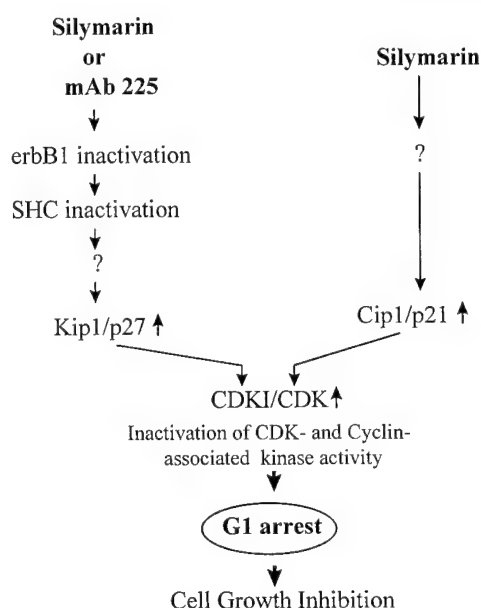 Silymarin
or
mAb 225
erbB1 inactivation
SHC inactivation
?
Kip1/p27
Silymarin
?
Cip1/p21
CDKI/CDK
Inactivation of CDK- and Cyclin-
associated kinase activity
G1 arrest
Cell Growth Inhibition